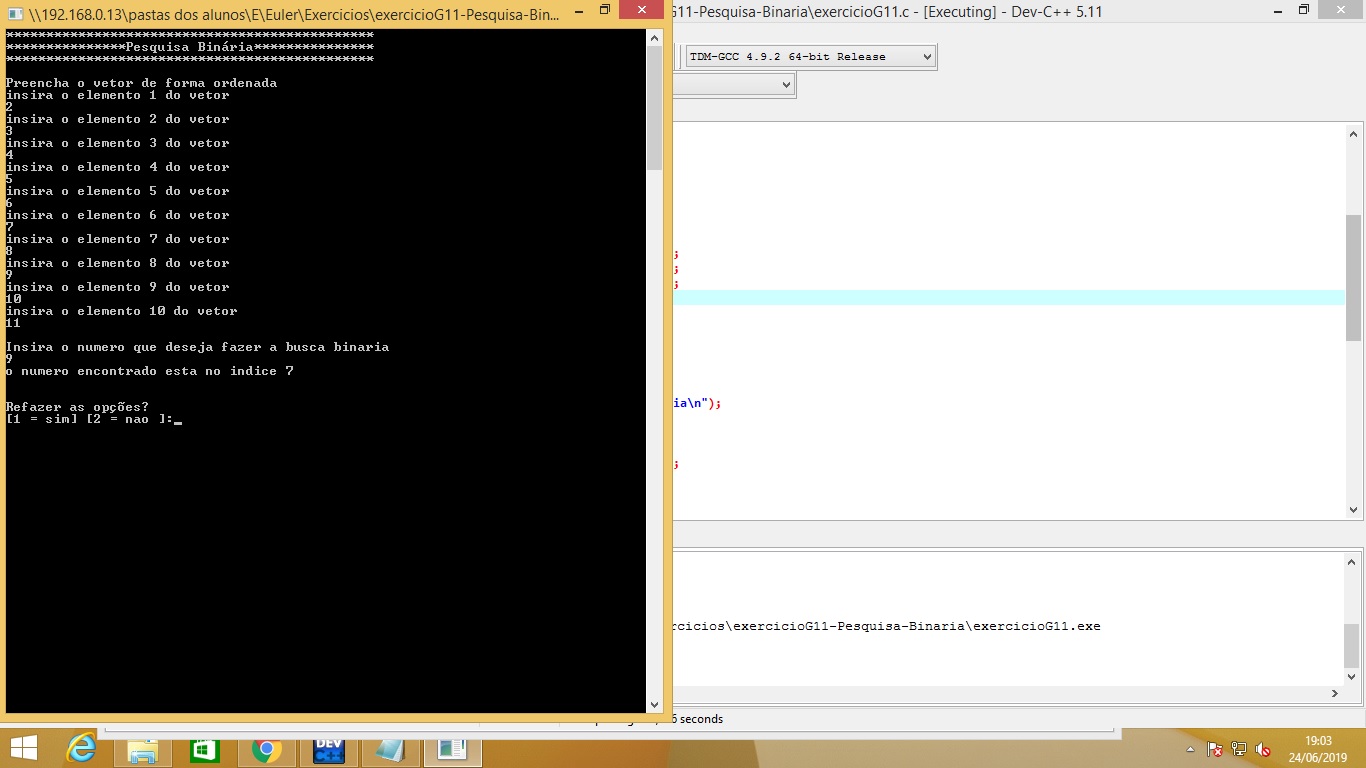 \\192.168.0.13\pastas dos alunos\E\Euler\Exercicios\exercicioG11-Pesquisa-Bin...
G11-Pesquisa-Binaria\exercicioG11.c - [Executing] - Dev-C++ 5.11
TDM-GCC 4.9.2 64-bit Release
**********************************************
***************Pesquisa Binária***************
**********************************************
Preencha o vetor de forma ordenada
insira o elemento 1 do vetor
2
insira o elemento 2 do vetor
3
insira o elemento 3 do vetor
4
insira o elemento 4 do vetor
5
insira o elemento 5 do vetor
6
insira o elemento 6 do vetor
7
insira o elemento 7 do vetor
8
insira o elemento 8 do vetor
9
insira o elemento 9 do vetor
10
insira o elemento 10 do vetor
11
Insira o numero que deseja fazer a busca binaria
9
o numero encontrado esta no indice 7
Refazer as opções?
[1 = sim] [2 = nao ]:_
;
;
;
ia\n");
;
rcicios\exercicioG11-Pesquisa-Binaria\exercicioG11.exe
6 seconds
DEV
C++
19:03
24/06/2019